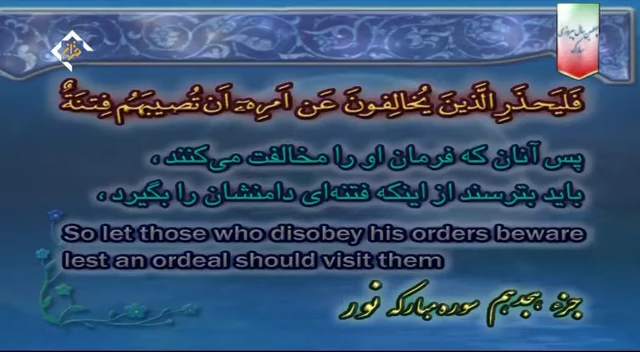 فَلْيَحْذَرِ الَّذِينَ يُخَالِفُونَ عَنْ أَمْرِهِ أَنْ تُصِيبَهُمْ فِتْنَةٌ
پس آنان که فرمان او را مخالفت می‌کنند ،
باید بترسند از اینکه فتنه‌ای دامنشان را بگیرد ،
So let those who disobey his orders beware
lest an ordeal should visit them
جزء هجدهم سوره مبارکه نور